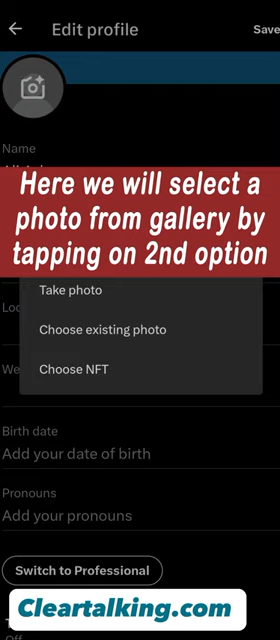 Edit profile
Save
Name
Here we will select a
photo from gallery by
tapping on 2nd option
Take photo
Choose existing photo
Choose NFT
Birth date
Add your date of birth
Pronouns
Add your pronouns
Switch to Professional
Cleartalking.com
Off